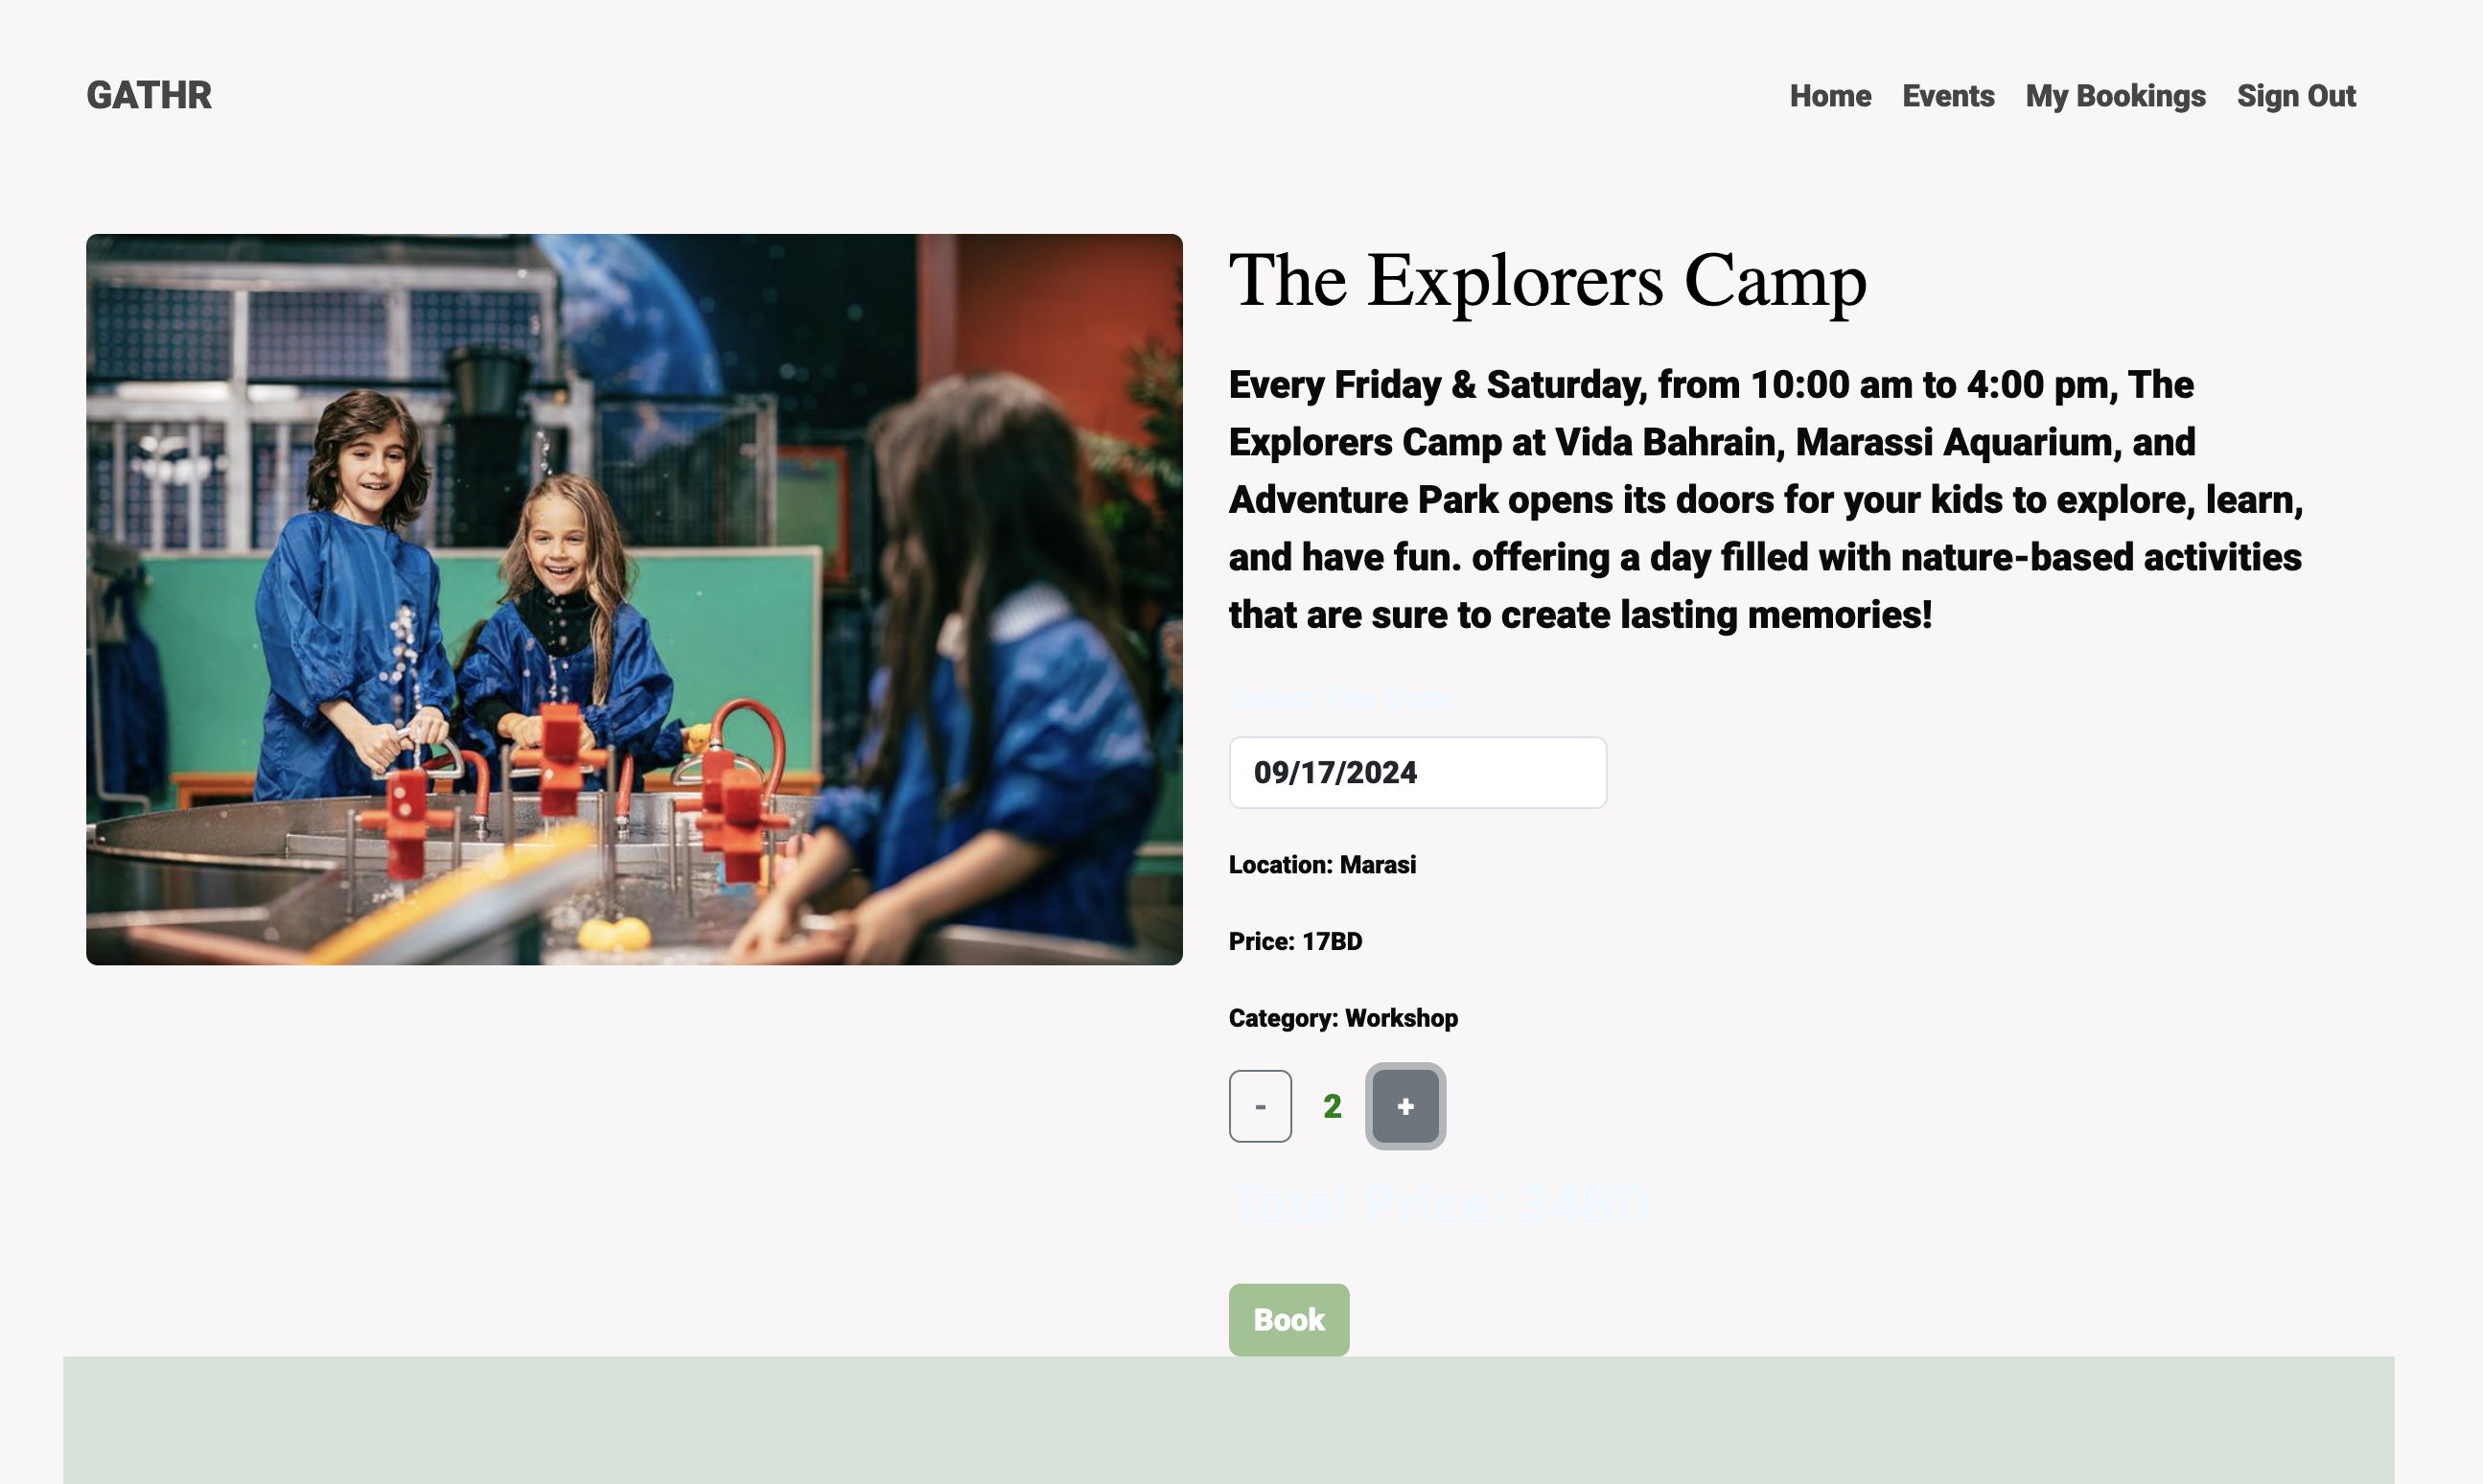 GATHR
Home Events My Bookings Sign Out
The Explorers Camp
Every Friday & Saturday, from 10:00 am to 4:00 pm, The
Explorers Camp at Vida Bahrain, Marassi Aquarium, and
Adventure Park opens its doors for your kids to explore, learn,
and have fun. offering a day filled with nature-based activities
that are sure to create lasting memories!
Select The Date:
09/17/2024
Location: Marasi
Price: 17BD
Category: Workshop
- 2 +
Total Price: 34BD
Book